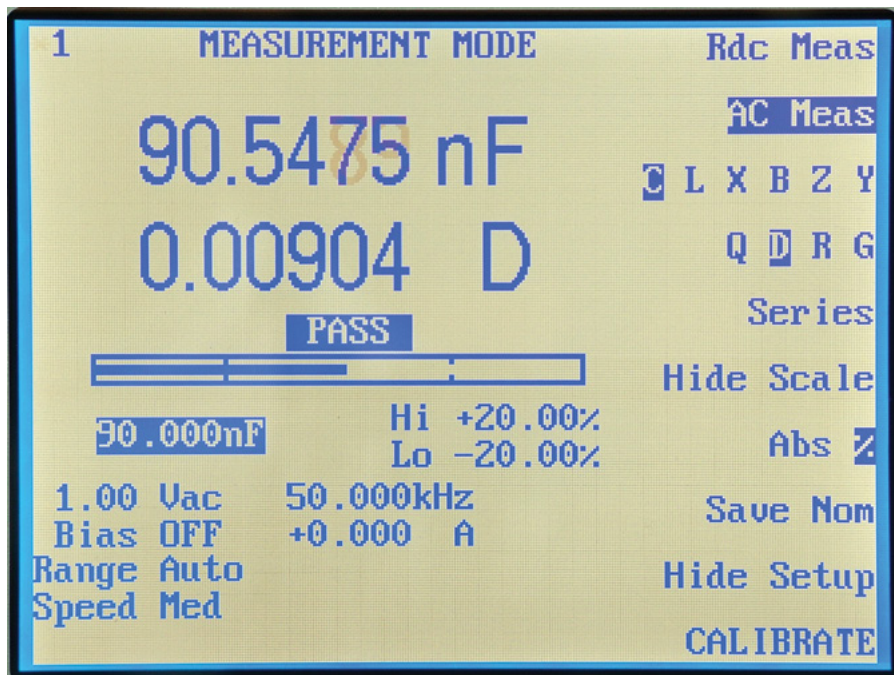 *1 MEASUREMENT MODE
Rdc Meas
AC Meas
90.5475 nF
C L X B Z Y
0.00904 D
Q D R G
PASS
Series
Hide Scale
90.000nF
Hi +20.00%
Lo -20.00%
Abs %
1.00 Vac 50.000kHz
Save Nom
Bias OFF +0.000 A
Range Auto
Hide Setup
Speed Med
CALIBRATE